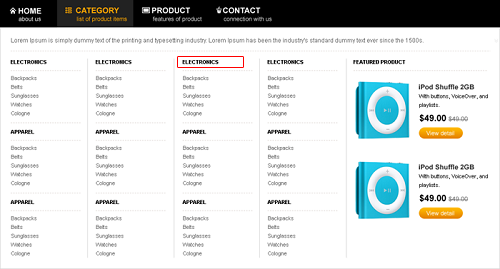 HOME
about us
CATEGORY
list of product items
PRODUCT
features of product
CONTACT
connection with us
Lorem Ipsum is simply dummy text of the printing and typesetting industry. Lorem Ipsum has been the industry's standard dummy text ever since the 1500s.
ELECTRONICS
Backpacks
Belts
Sunglasses
Watches
Cologne
APPAREL
Backpacks
Belts
Sunglasses
Watches
Cologne
APPAREL
Backpacks
Belts
Sunglasses
Watches
Cologne
ELECTRONICS
Backpacks
Belts
Sunglasses
Watches
Cologne
APPAREL
Backpacks
Belts
Sunglasses
Watches
Cologne
APPAREL
Backpacks
Belts
Sunglasses
Watches
Cologne
ELECTRONICS
Backpacks
Belts
Sunglasses
Watches
Cologne
APPAREL
Backpacks
Belts
Sunglasses
Watches
Cologne
APPAREL
Backpacks
Belts
Sunglasses
Watches
Cologne
ELECTRONICS
Backpacks
Belts
Sunglasses
Watches
Cologne
APPAREL
Backpacks
Belts
Sunglasses
Watches
Cologne
APPAREL
Backpacks
Belts
Sunglasses
Watches
Cologne
FEATURED PRODUCT
iPod Shuffle 2GB
With buttons, VoiceOver, and
playlists.
$49.00 $49.00
View detail
iPod Shuffle 2GB
With buttons, VoiceOver, and
playlists.
$49.00 $49.00
View detail